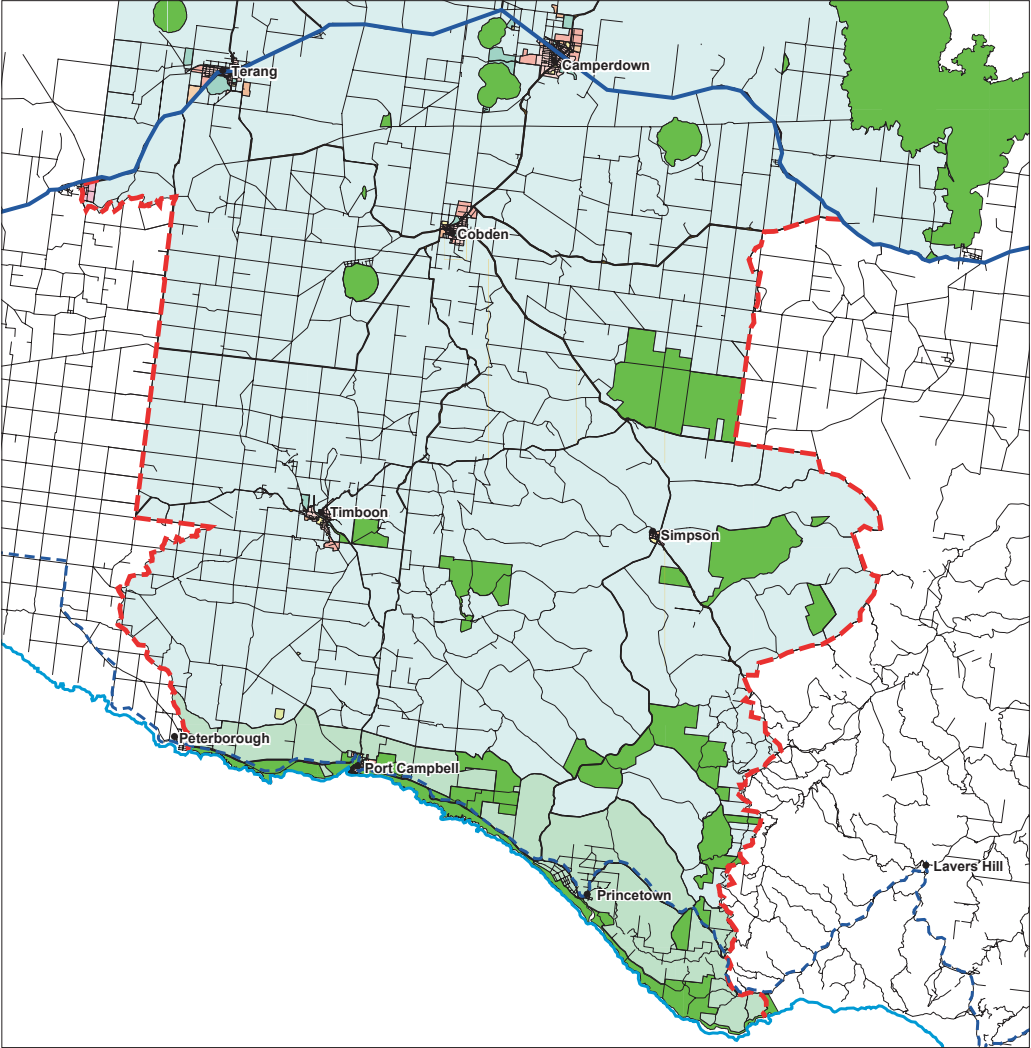 Terang
Camperdown
Cobden
Timboon
Simpson
Peterborough
Port Campbell
Lavers Hill
Princetown